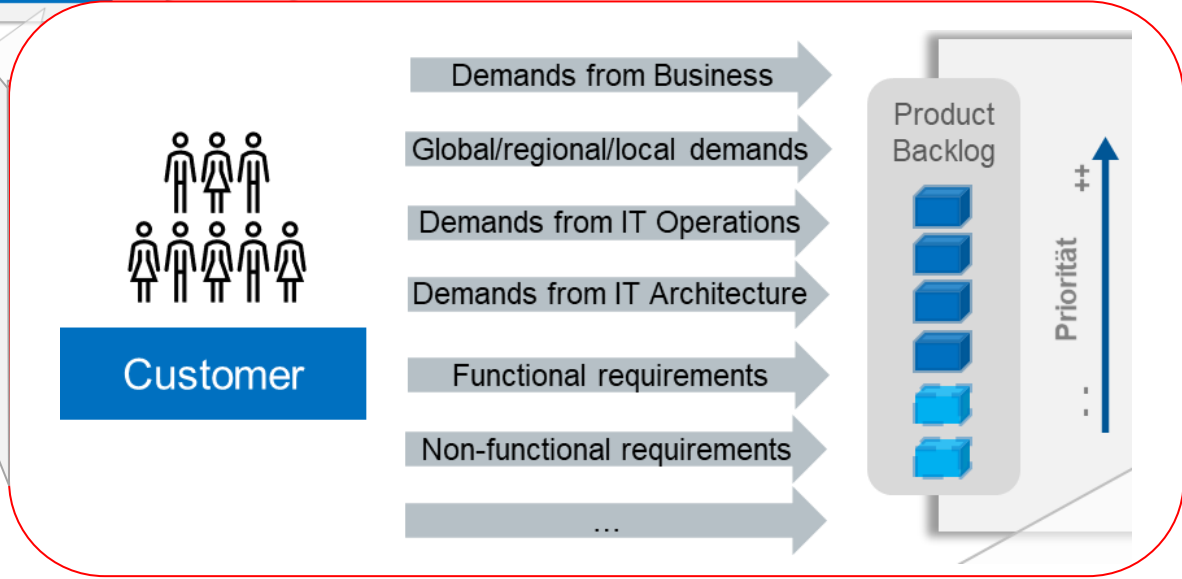 Demands from Business
Global/regional/local demands
Demands from IT Operations
Demands from IT Architecture
Functional requirements
Non-functional requirements
...
Customer
Product
Backlog
++
Priorität
- -